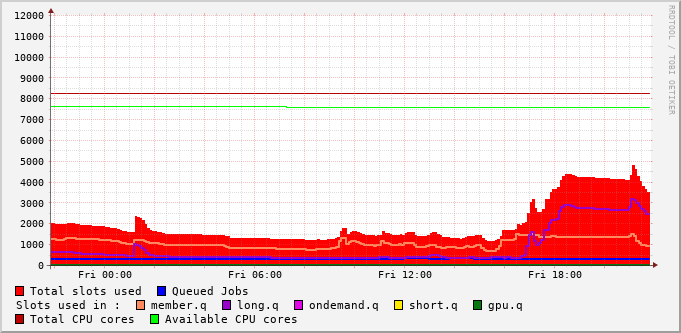 12000
11000
10000
9000
8000
7000
6000
5000
4000
3000
2000
1000
0
Fri 00:00 Fri 06:00 Fri 12:00 Fri 18:00
RRDTOOL / TOBI OETIKER
Total slots used Queued Jobs
Slots used in : member.q long.q ondemand.q short.q gpu.q
Total CPU cores Available CPU cores